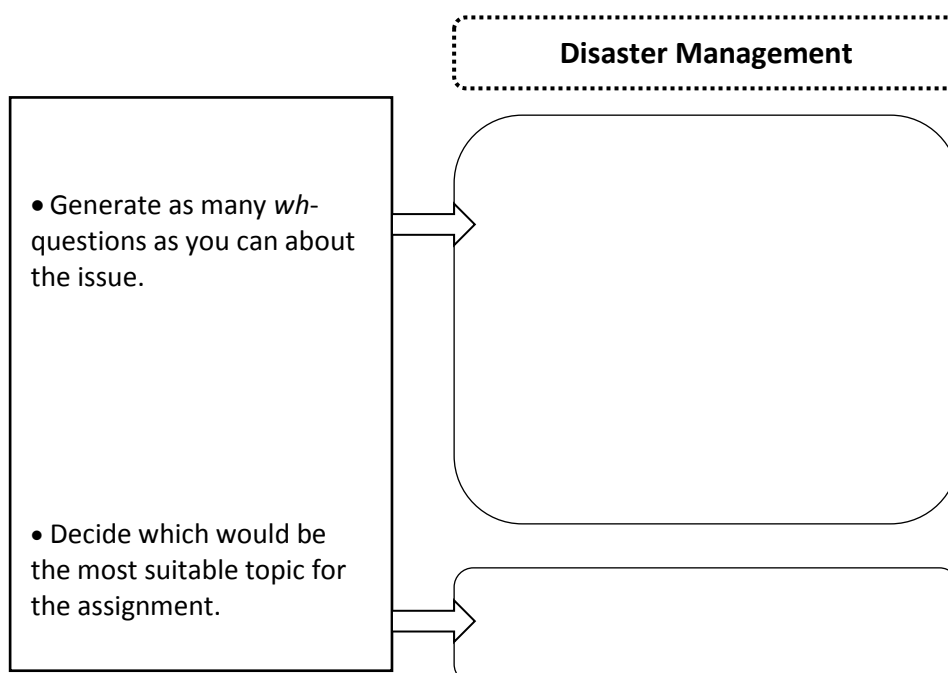 Disaster Management
• Generate as many wh-
questions as you can about
the issue.
• Decide which would be
the most suitable topic for
the assignment.